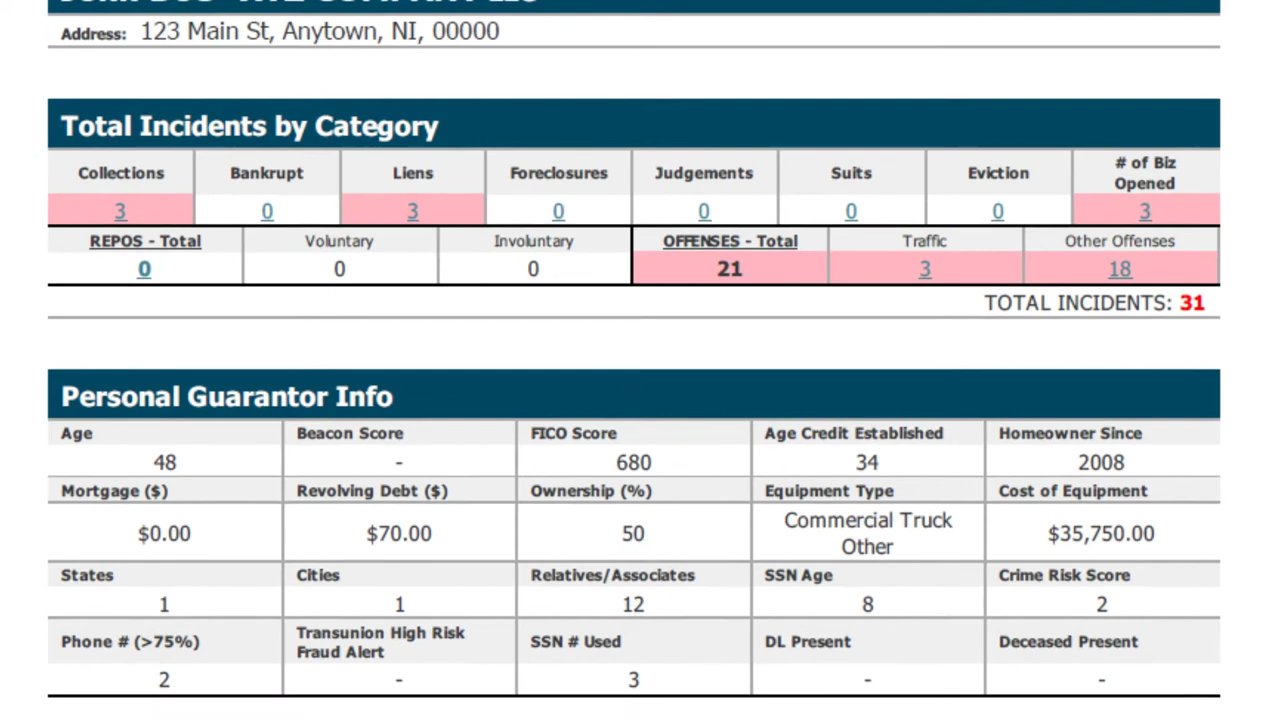 Address: 123 Main St, Anytown, NI, 00000
Total Incidents by Category
Collections Bankrupt Liens Foreclosures Judgements Suits Eviction # of Biz Opened
3 0 3 0 0 0 0 3
REPOS - Total Voluntary Involuntary OFFENSES - Total Traffic Other Offenses
0 0 0 21 3 18
TOTAL INCIDENTS: 31
Personal Guarantor Info
Age Beacon Score FICO Score Age Credit Established Homeowner Since
48 - 680 34 2008
Mortgage ($) Revolving Debt ($) Ownership (%) Equipment Type Cost of Equipment
$0.00 $70.00 50 Commercial Truck Other $35,750.00
States Cities Relatives/Associates SSN Age Crime Risk Score
1 1 12 8 2
Phone # (>75%) Transunion High Risk Fraud Alert SSN # Used DL Present Deceased Present
2 - 3 - -